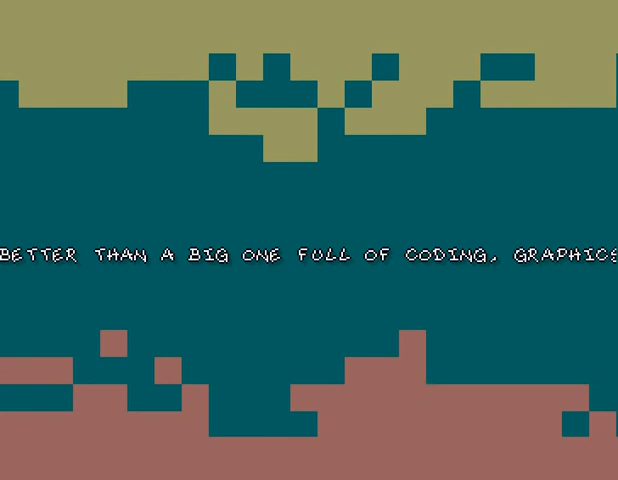 BETTER THAN A BIG ONE FULL OF CODING, GRAPHICS